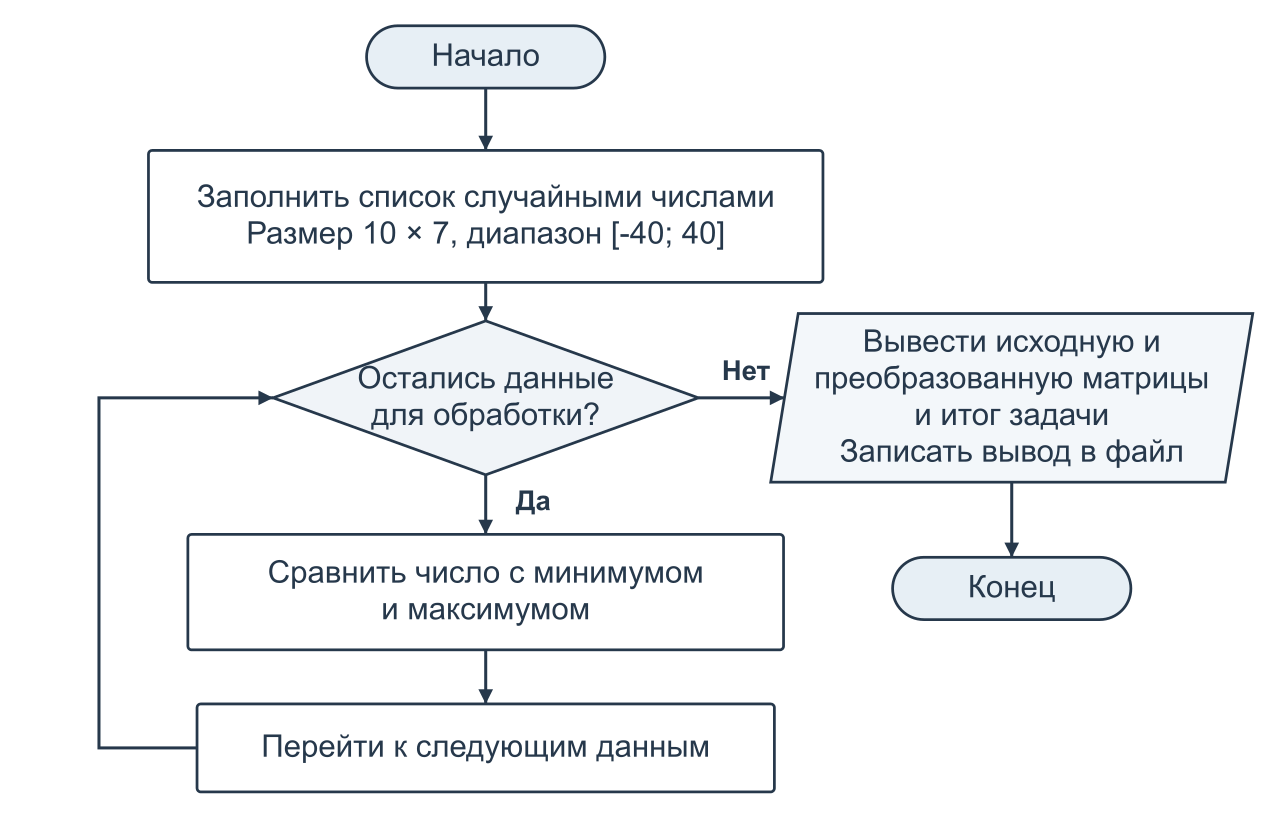 Начало
Заполнить список случайными числами
Размер 10 × 7, диапазон [-40; 40]
Остались данные
для обработки?
Нет
Вывести исходную и
преобразованную матрицы
и итог задачи
Записать вывод в файл
Да
Сравнить число с минимумом
и максимумом
Конец
Перейти к следующим данным